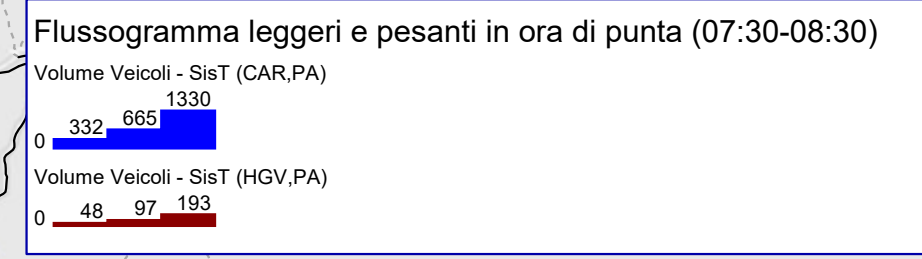 Flussogramma leggeri e pesanti in ora di punta (07:30-08:30)
Volume Veicoli - SisT (CAR,PA)
0 332 665 1330
Volume Veicoli - SisT (HGV,PA)
0 48 97 193